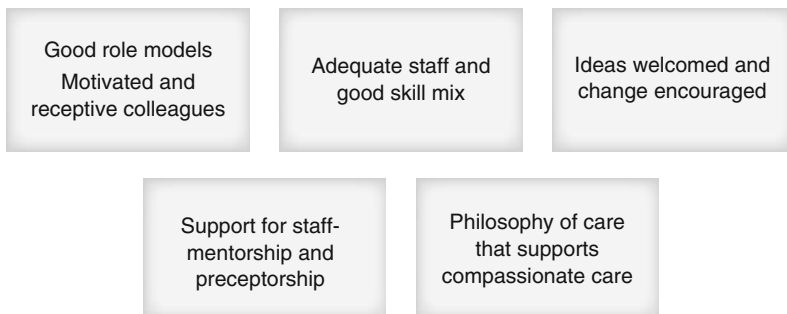 Good role models
Motivated and
receptive colleagues
Adequate staff and
good skill mix
Ideas welcomed and
change encouraged
Support for staff-
mentorship and
preceptorship
Philosophy of care
that supports
compassionate care